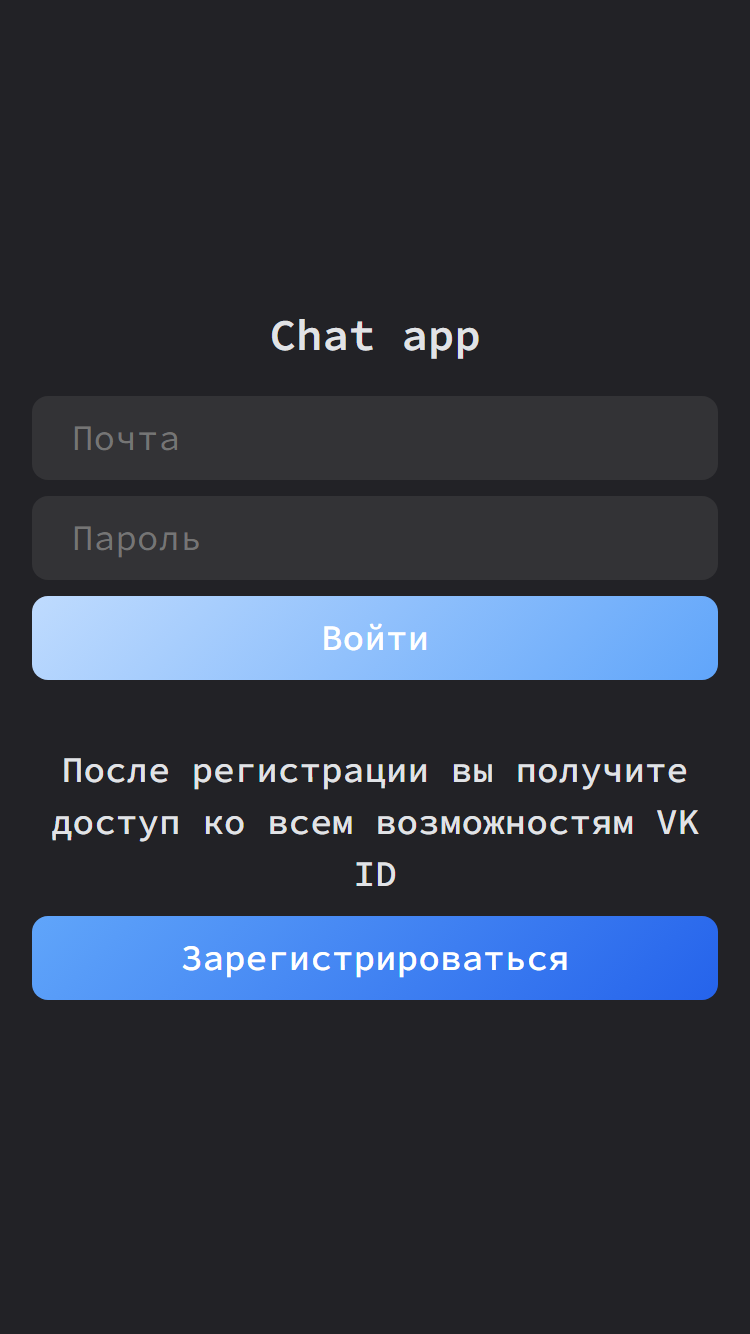 Chat app
Почта
Пароль
Войти
После регистрации вы получите
доступ ко всем возможностям VK
ID
Зарегистрироваться